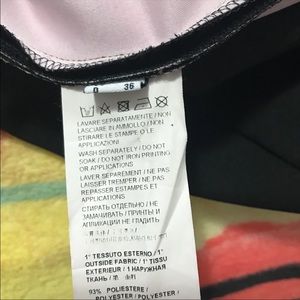 D 36
LAVARE SEPARATAMENTE / NON
LASCIARE IN AMMOLLO / NON
STIRARE LE STAMPE O LE
APPLICAZIONI
WASH SEPARATELY / DO NOT
SOAK / DO NOT IRON PRINTING
OR APPLICATIONS
LAVER SEPAREMENT / NE PAS
LAISSER TREMPER / NE PAS
REPASSER ESTAMPES ET
APPLICATIONS
СТИРАТЬ ОТДЕЛЬНО / НЕ
ЗАМАЧИВАТЬ / ПРИНТЫ И
АППЛИКАЦИИ НЕ ГЛАДИТЬ
1° TESSUTO ESTERNO / 1°
OUTSIDE FABRIC / 1° TISSU
EXTERIEUR / 1 НАРУЖНАЯ
ТКАНЬ
93% POLIESTERE /
POLYESTER / POLYESTER /